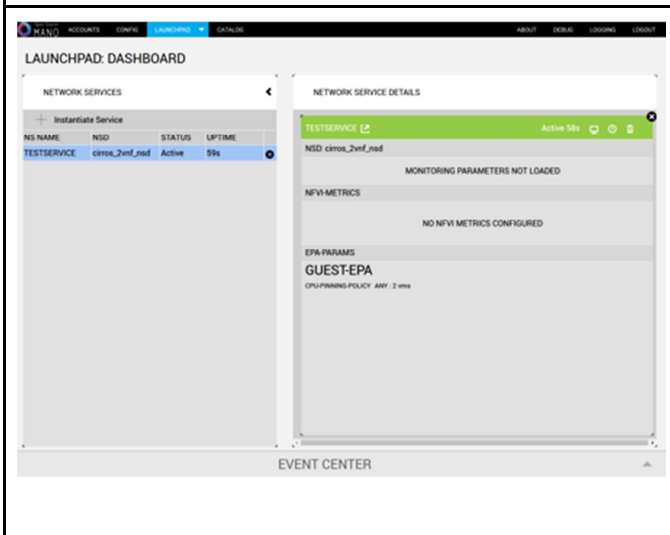 Open Source
MANO ACCOUNTS CONFIG LAUNCHPAD CATALOG ABOUT DEBUG LOGGING LOGOUT
LAUNCHPAD: DASHBOARD
NETWORK SERVICES
Instantiate Service
NS NAME NSD STATUS UPTIME
TESTSERVICE cirros_2vnf_nsd Active 59s
NETWORK SERVICE DETAILS
TESTSERVICE Active 58s
NSD: cirros_2vnf_nsd
MONITORING PARAMETERS NOT LOADED
NFVI-METRICS
NO NFVI METRICS CONFIGURED
EPA-PARAMS
GUEST-EPA
CPU-PINNING-POLICY ANY : 2 vms
EVENT CENTER